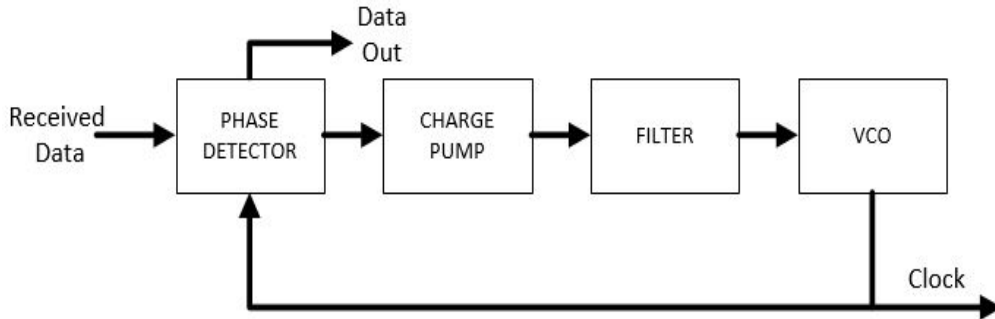 Data
Out
Received
Data
PHASE
DETECTOR
CHARGE
PUMP
FILTER
VCO
Clock